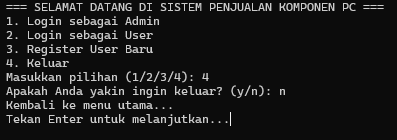 === SELAMAT DATANG DI SISTEM PENJUALAN KOMPONEN PC ===
1. Login sebagai Admin
2. Login sebagai User
3. Register User Baru
4. Keluar
Masukkan pilihan (1/2/3/4): 4
Apakah Anda yakin ingin keluar? (y/n): n
Kembali ke menu utama...
Tekan Enter untuk melanjutkan...